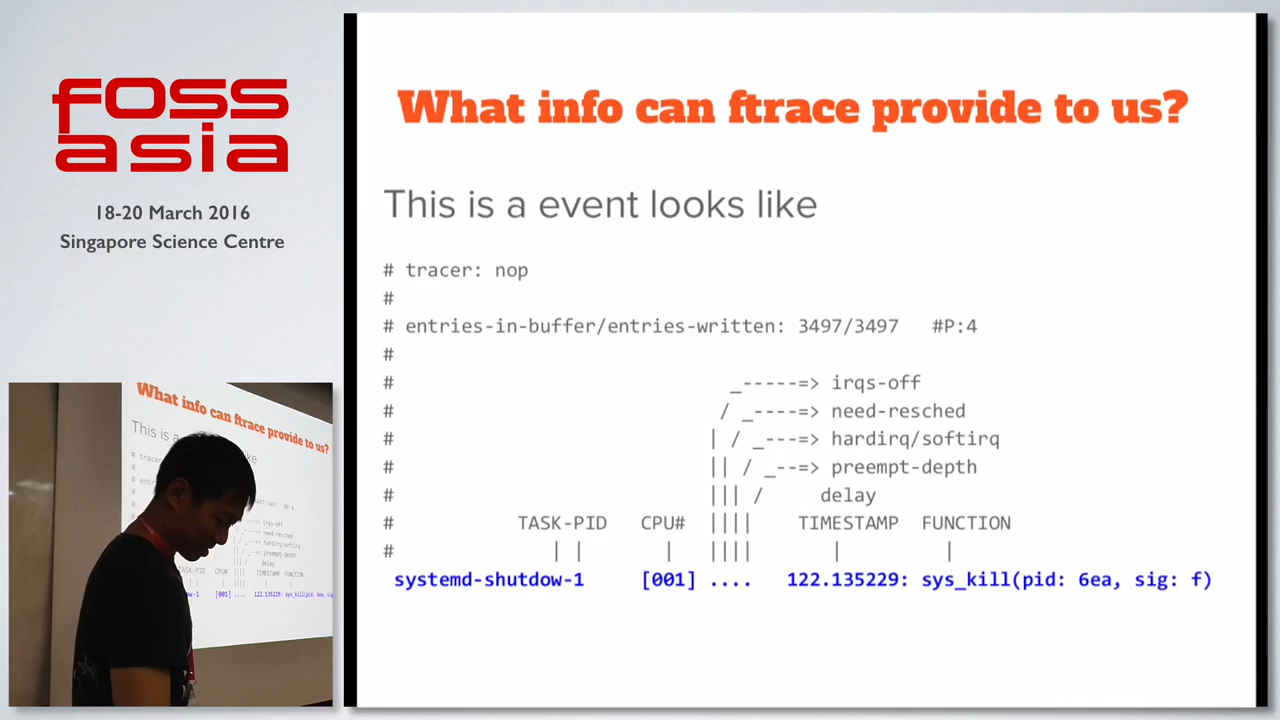 foss
asia
18-20 March 2016
Singapore Science Centre
What info can ftrace provide to us?
This is a event looks like
# tracer: nop
#
# entries-in-buffer/entries-written: 3497/3497 #P:4
#
# _-----=> irqs-off
# / _----=> need-resched
# | / _---=> hardirq/softirq
# || / _--=> preempt-depth
# ||| / delay
# TASK-PID CPU# |||| TIMESTAMP FUNCTION
# | | | |||| | |
systemd-shutdow-1 [001] .... 122.135229: sys_kill(pid: 6ea, sig: f)
What info can ftrace provide to us?